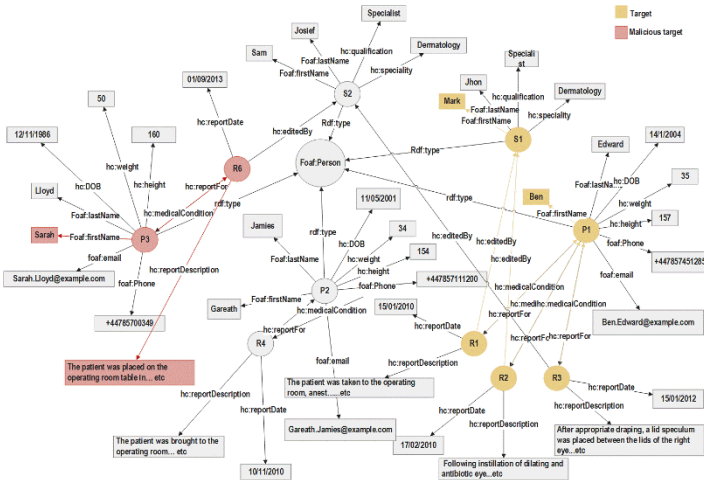 Target
Malicious target
Specialist
Josief
Sam
hc:qualification
Dermatology
Foaf:lastName
Foaf:firstName
hc:speciality
S2
Rdf:type
01/09/2013
hc:reportDate
hc:editedBy
Speciali
st
Jhon
hc:qualification
Dermatology
Mark
Foaf:lastName
Foaf:firstName
hc:speciality
S1
Rdf:type
50
12/11/1986
160
hc:weight
hc:DOB
hc:height
Lloyd
Foaf:lastName
Sarah
Foaf:firstName
P3
foaf:email
foaf:Phone
Sarah.Lloyd@example.com
+44785700349
R6
hc:reportFor
hc:medicalCondition
rdf:type
hc:reportDescription
The patient was placed on the
operating room table in... etc
Foaf:Person
rdf:type
rdf:type
Edward
14/1/2004
35
Ben
Foaf:lastNa..
hc:DOB
hc:weight
hc:height
157
Foaf:firstName
P1
foaf:Phone
+447857451285
foaf:email
Ben.Edward@example.com
11/05/2001
Jamies
34
hc:DOB
hc:weight
154
Foaf:lastName
hc:height
P2
foaf:Phone
+447857111200
Foaf:firstName
Gareath
hc:medicalCondition
hc:reportFor
R4
foaf:email
Gareath.Jamies@example.com
hc:reportDescription
hc:reportDate
The patient was brought to the
operating room... etc
10/11/2010
hc:editedBy
hc:editedBy
hc:editedBy
hc:medicalCondition
hc:reportFor
hc:reportFor
15/01/2010
hc:reportDate
R1
hc:reportDescription
The patient was taken to the operating
room, anest......etc
R2
hc:reportDate
17/02/2010
hc:reportDescription
Following instillation of dilating and
antibiotic eye...etc
R3
hc:reportDate
15/01/2012
hc:reportDescription
After appropriate draping, a lid speculum
was placed between the lids of the right
eye...etc